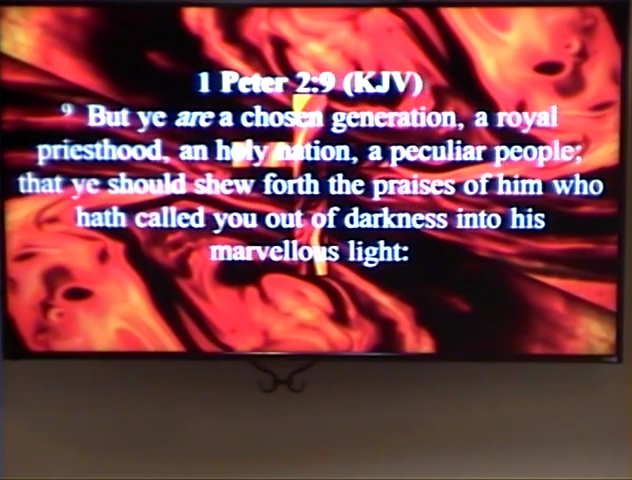 1 Peter 2:9 (KJV)
9 But ye are a chosen generation, a royal
priesthood, an holy nation, a peculiar people;
that ye should shew forth the praises of him who
hath called you out of darkness into his
marvellous light: